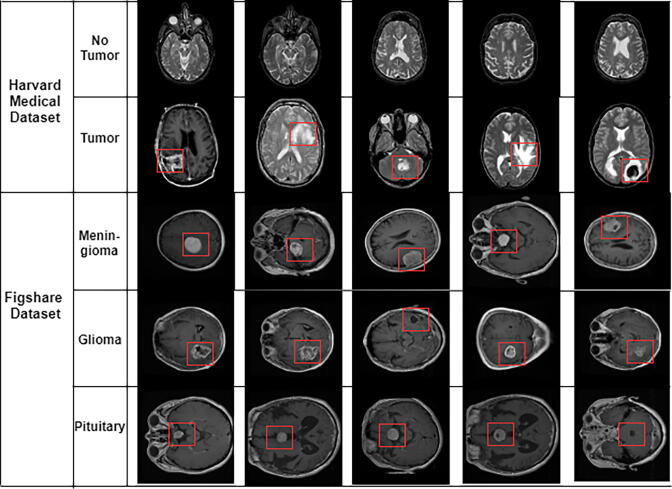 No
Tumor
Harvard
Medical
Dataset
Tumor
Menin-
gioma
Figshare
Dataset
Glioma
Pituitary